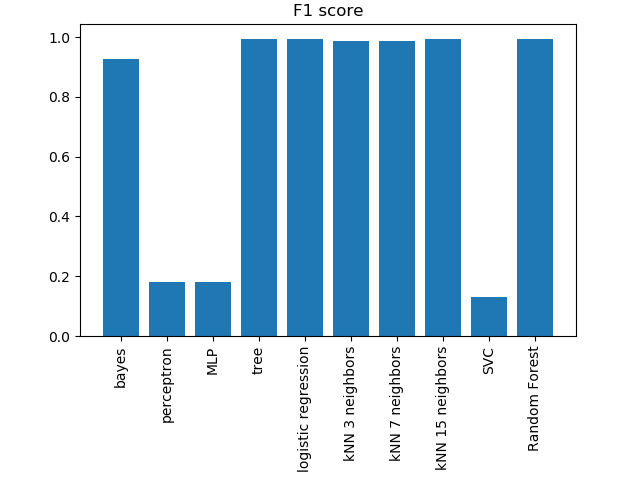 F1 score
1.0
0.8
0.6
0.4
0.2
0.0
bayes
perceptron
MLP
tree
logistic regression
kNN 3 neighbors
kNN 7 neighbors
kNN 15 neighbors
SVC
Random Forest